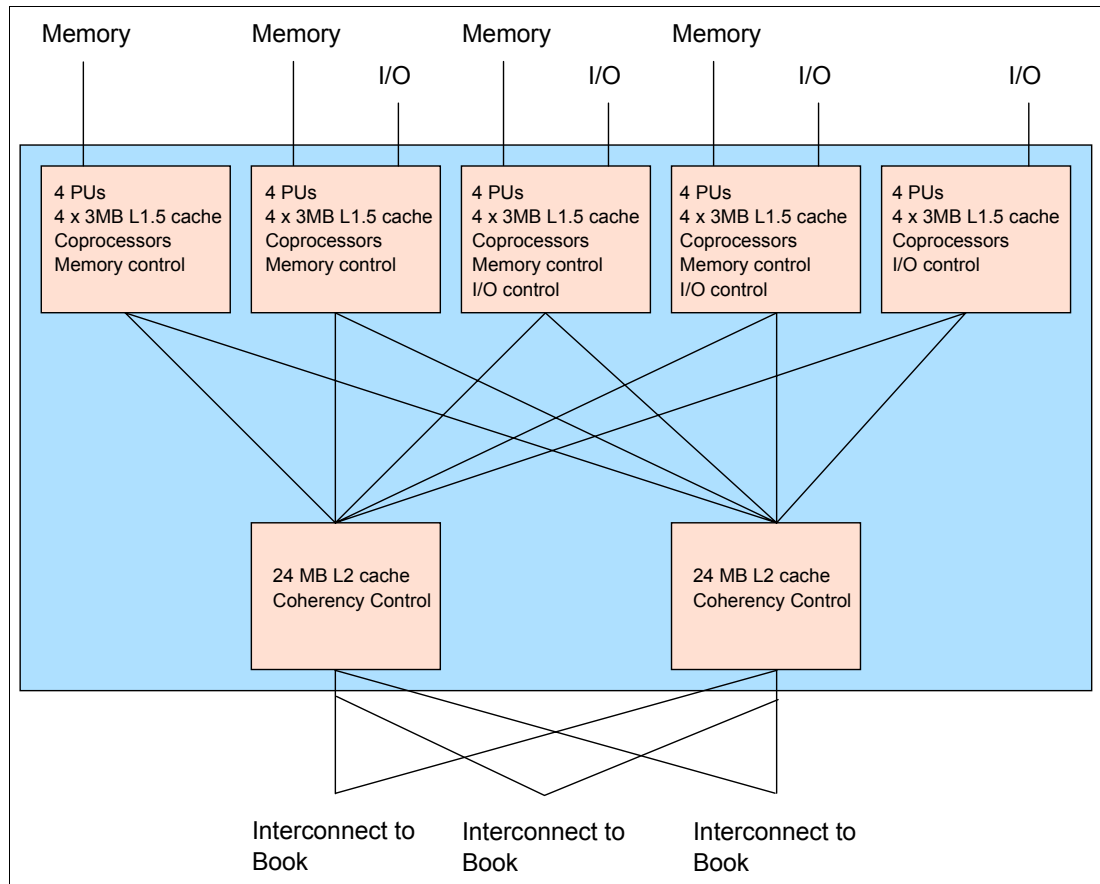 Memory
Memory
Memory
Memory
I/O
I/O
I/O
I/O
4 PUs
4 x 3MB L1.5 cache
Coprocessors
Memory control
4 PUs
4 x 3MB L1.5 cache
Coprocessors
Memory control
4 PUs
4 x 3MB L1.5 cache
Coprocessors
Memory control
I/O control
4 PUs
4 x 3MB L1.5 cache
Coprocessors
Memory control
I/O control
4 PUs
4 x 3MB L1.5 cache
Coprocessors
I/O control
24 MB L2 cache
Coherency Control
24 MB L2 cache
Coherency Control
Interconnect to
Book
Interconnect to
Book
Interconnect to
Book